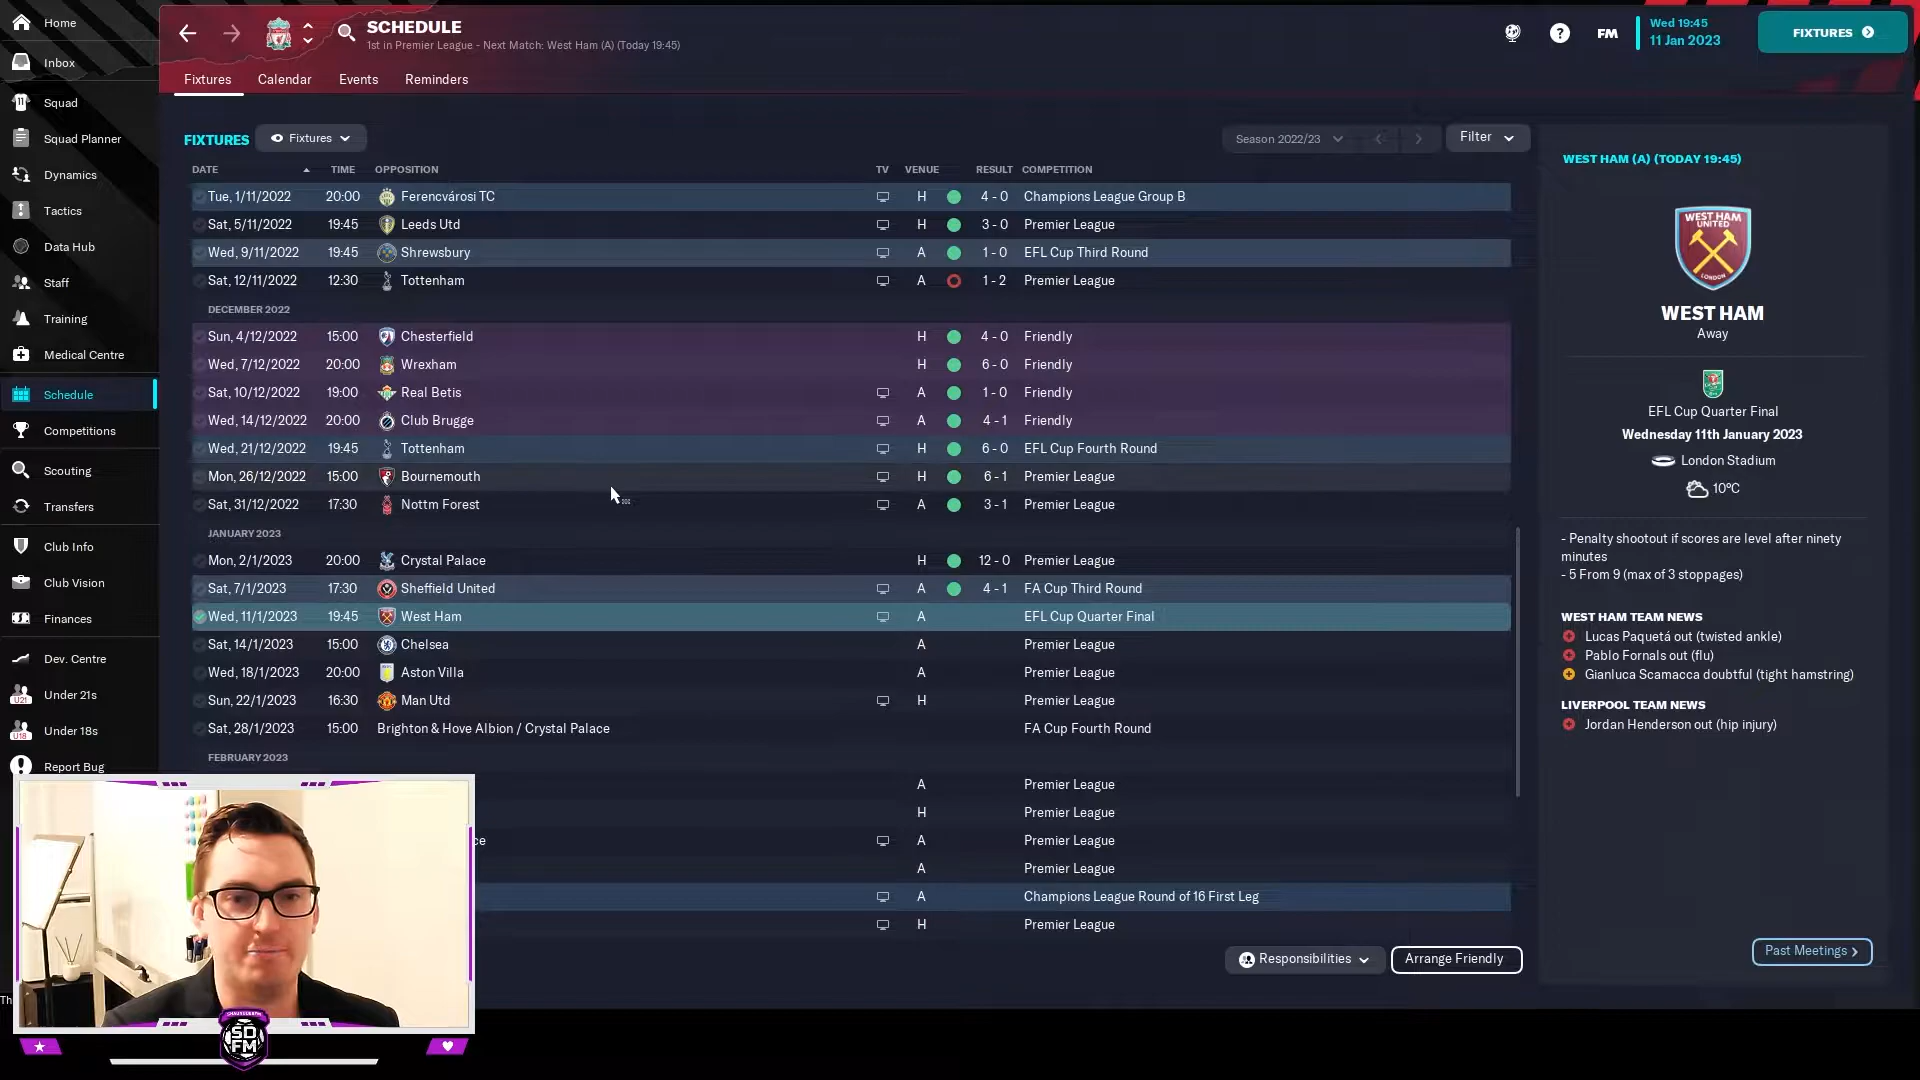 Home
Inbox
Squad
Squad Planner
Dynamics
Tactics
Data Hub
Staff
Training
Medical Centre
Schedule
Competitions
Scouting
Transfers
Club Info
Club Vision
Finances
Dev. Centre
U21 Under 21s
U18 Under 18s
Report Bug
Th
SCHEDULE
1st in Premier League - Next Match: West Ham (A) (Today 19:45)
FM
Wed 19:45
11 Jan 2023
FIXTURES
Fixtures Calendar Events Reminders
FIXTURES Fixtures Season 2022/23 Filter
DATE TIME OPPOSITION TV VENUE RESULT COMPETITION
Tue, 1/11/2022 20:00 Ferencvárosi TC H 4 - 0 Champions League Group B
Sat, 5/11/2022 19:45 Leeds Utd H 3 - 0 Premier League
Wed, 9/11/2022 19:45 Shrewsbury A 1 - 0 EFL Cup Third Round
Sat, 12/11/2022 12:30 Tottenham A 1 - 2 Premier League
DECEMBER 2022
Sun, 4/12/2022 15:00 Chesterfield H 4 - 0 Friendly
Wed, 7/12/2022 20:00 Wrexham H 6 - 0 Friendly
Sat, 10/12/2022 19:00 Real Betis A 1 - 0 Friendly
Wed, 14/12/2022 20:00 Club Brugge A 4 - 1 Friendly
Wed, 21/12/2022 19:45 Tottenham H 6 - 0 EFL Cup Fourth Round
Mon, 26/12/2022 15:00 Bournemouth H 6 - 1 Premier League
Sat, 31/12/2022 17:30 Nottm Forest A 3 - 1 Premier League
JANUARY 2023
Mon, 2/1/2023 20:00 Crystal Palace H 12 - 0 Premier League
Sat, 7/1/2023 17:30 Sheffield United A 4 - 1 FA Cup Third Round
Wed, 11/1/2023 19:45 West Ham A EFL Cup Quarter Final
Sat, 14/1/2023 15:00 Chelsea A Premier League
Wed, 18/1/2023 20:00 Aston Villa A Premier League
Sun, 22/1/2023 16:30 Man Utd H Premier League
Sat, 28/1/2023 15:00 Brighton & Hove Albion / Crystal Palace FA Cup Fourth Round
FEBRUARY 2023
A Premier League
H Premier League
ce A Premier League
A Premier League
A Champions League Round of 16 First Leg
H Premier League
Responsibilities Arrange Friendly
WEST HAM (A) (TODAY 19:45)
WEST HAM
UNITED
LONDON
WEST HAM
Away
EFL Cup Quarter Final
Wednesday 11th January 2023
London Stadium
10ºC
- Penalty shootout if scores are level after ninety
minutes
- 5 From 9 (max of 3 stoppages)
WEST HAM TEAM NEWS
Lucas Paquetá out (twisted ankle)
Pablo Fornals out (flu)
Gianluca Scamacca doubtful (tight hamstring)
LIVERPOOL TEAM NEWS
Jordan Henderson out (hip injury)
Past Meetings
SD
FM